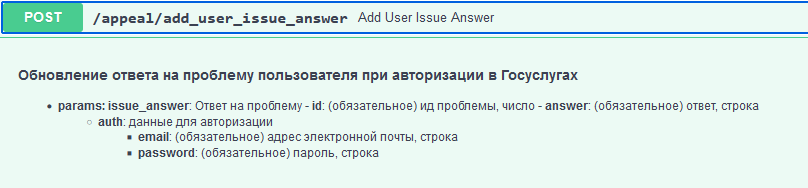 POST /appeal/add_user_issue_answer Add User Issue Answer
Обновление ответа на проблему пользователя при авторизации в Госуслугах
params: issue_answer: Ответ на проблему - id: (обязательное) ид проблемы, число - answer: (обязательное) ответ, строка
auth: данные для авторизации
email: (обязательное) адрес электронной почты, строка
password: (обязательное) пароль, строка